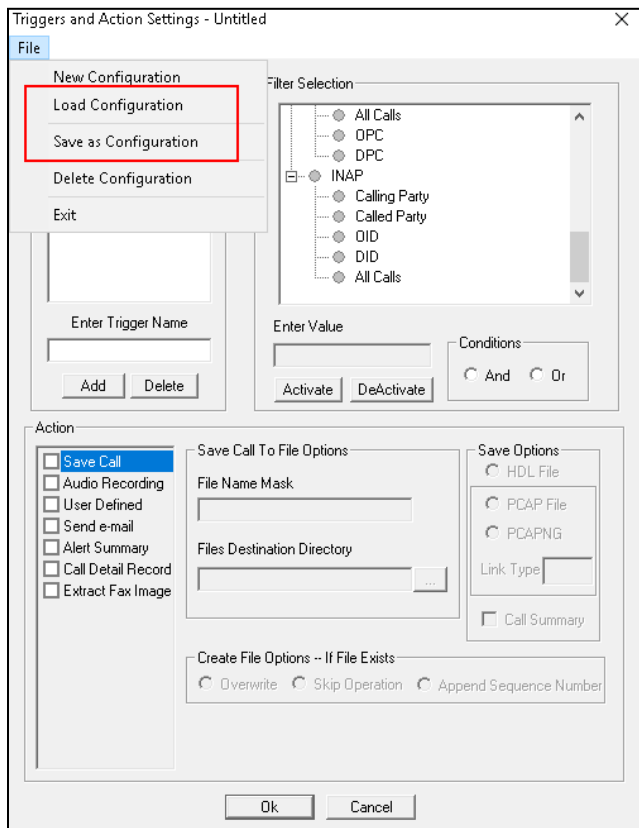 Triggers and Action Settings - Untitled
File
New Configuration
Load Configuration
Save as Configuration
Delete Configuration
Exit
Filter Selection
All Calls
OPC
DPC
INAP
Calling Party
Called Party
OID
DID
All Calls
Enter Trigger Name
Add Delete
Enter Value
Activate DeActivate
Conditions
And Or
Action
Save Call
Audio Recording
User Defined
Send e-mail
Alert Summary
Call Detail Record
Extract Fax Image
Save Call To File Options
File Name Mask
Files Destination Directory
...
Save Options
HDL File
PCAP File
PCAPNG
Link Type
Call Summary
Create File Options -- If File Exists
Overwrite Skip Operation Append Sequence Number
Ok Cancel